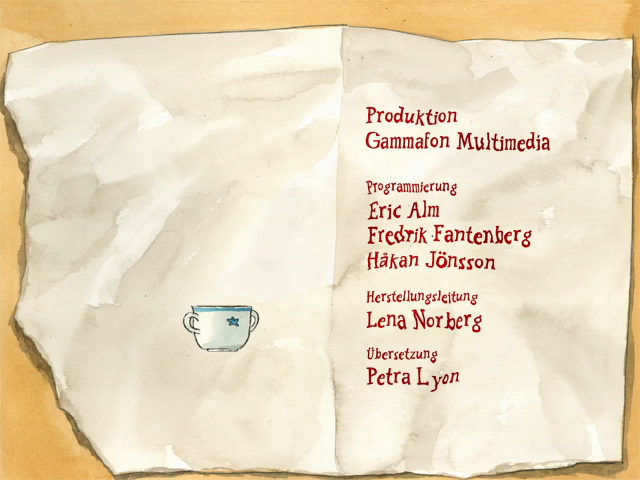 Produktion
Gammafon Multimedia
Programmierung
Eric Alm
Fredrik Fantenberg
Håkan Jönsson
Herstellungsleitung
Lena Norberg
Übersetzung
Petra Lyon